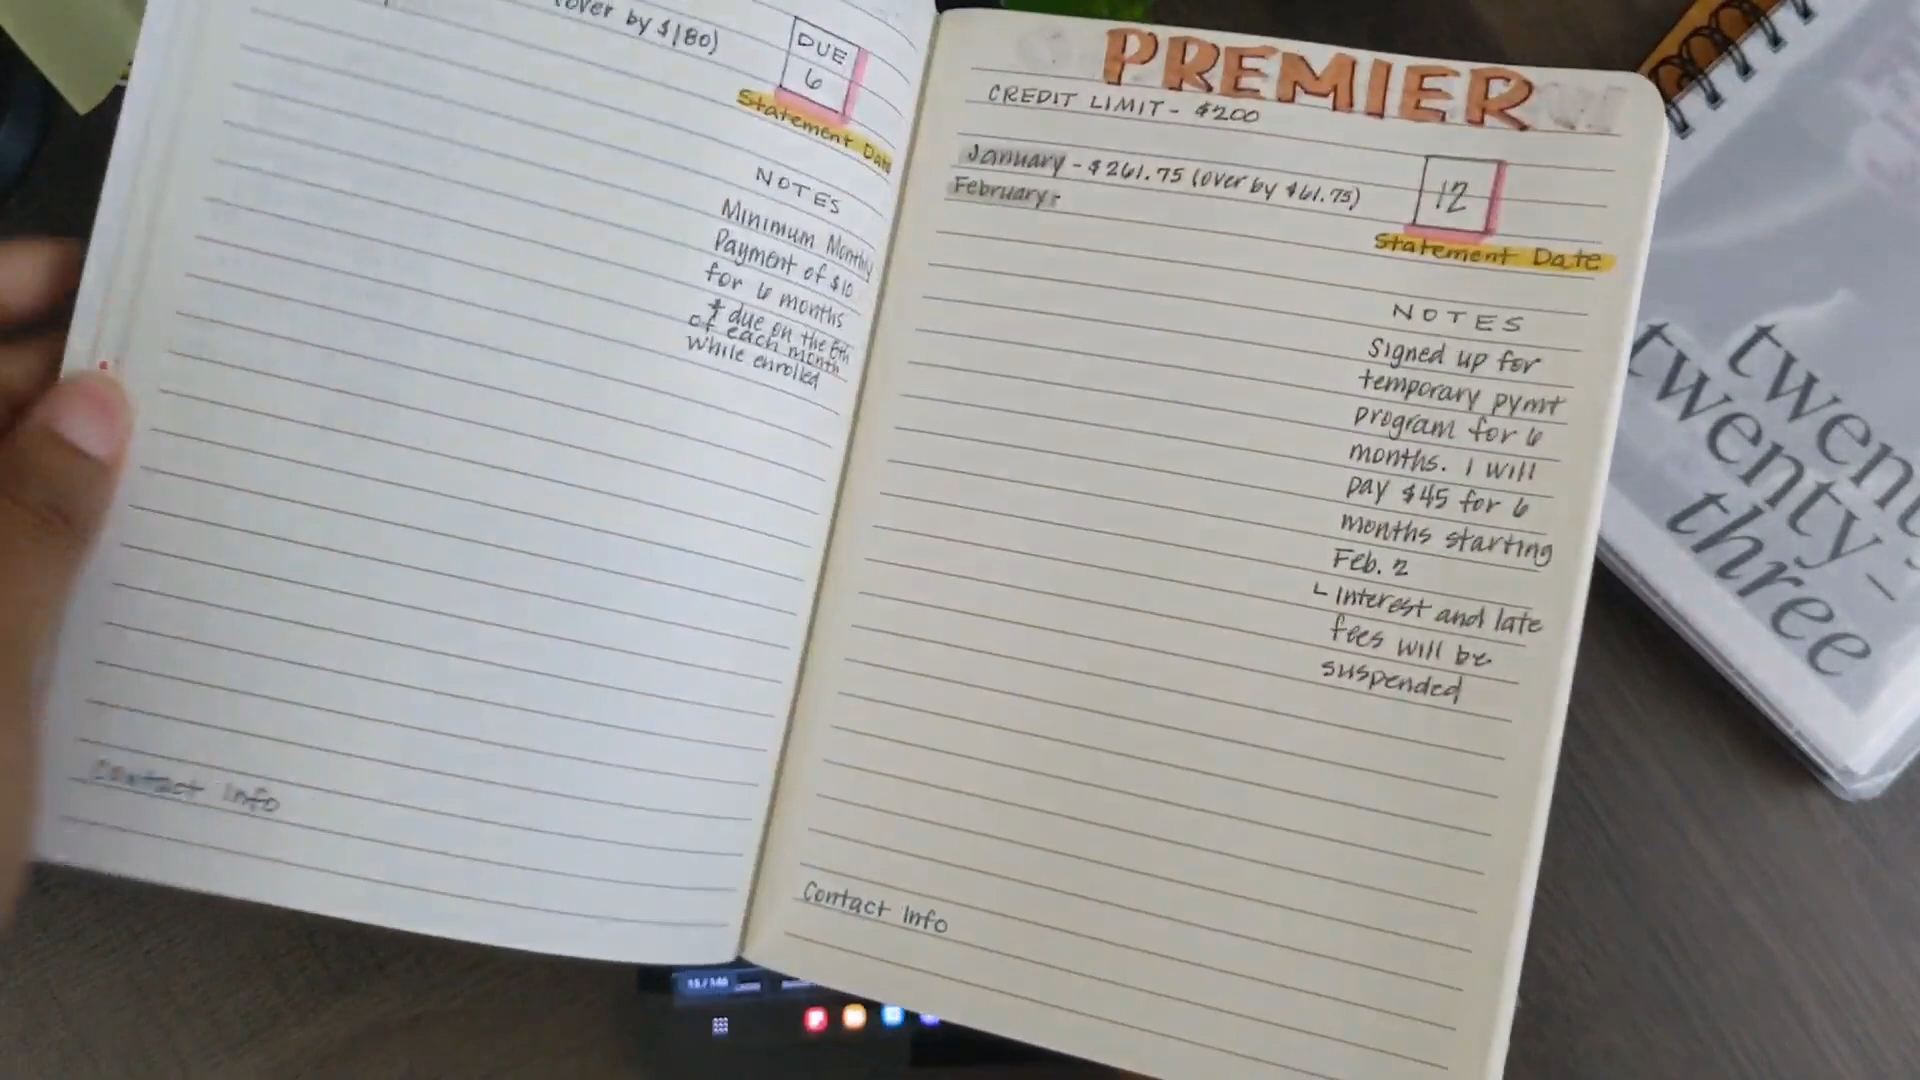 (over by $180)
DUE
6
Statement Date
NOTES
Minimum Monthly
Payment of $10
for 6 months
* due on the 6th
of each month
while enrolled
Contact Info
PREMIER
CREDIT LIMIT - $200
January - $261.75 (over by $61.75)
February:
12
Statement Date
NOTES
Signed up for
temporary pymt
program for 6
months. I will
pay $45 for 6
months starting
Feb. 2
└ Interest and late
fees will be
suspended
Contact Info
twenty
twenty-
three